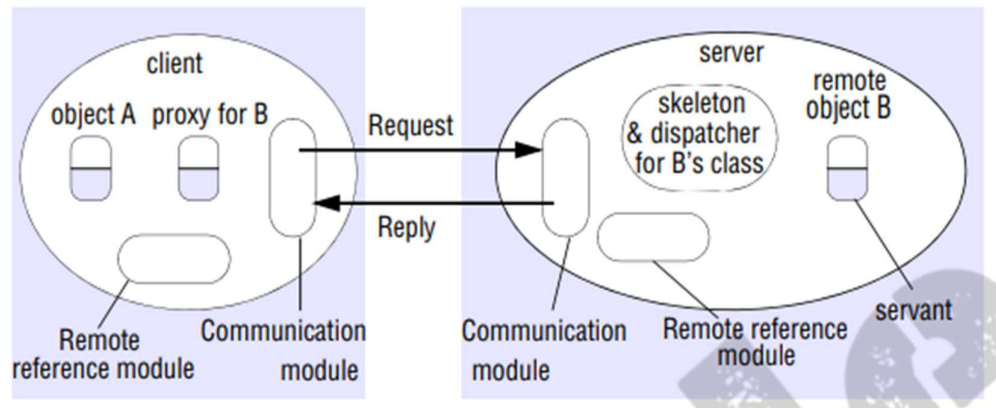 client
object A proxy for B
Request
Reply
Remote
reference module
Communication
module
server
skeleton
& dispatcher
for B's class
remote
object B
Communication
module
Remote reference
module
servant